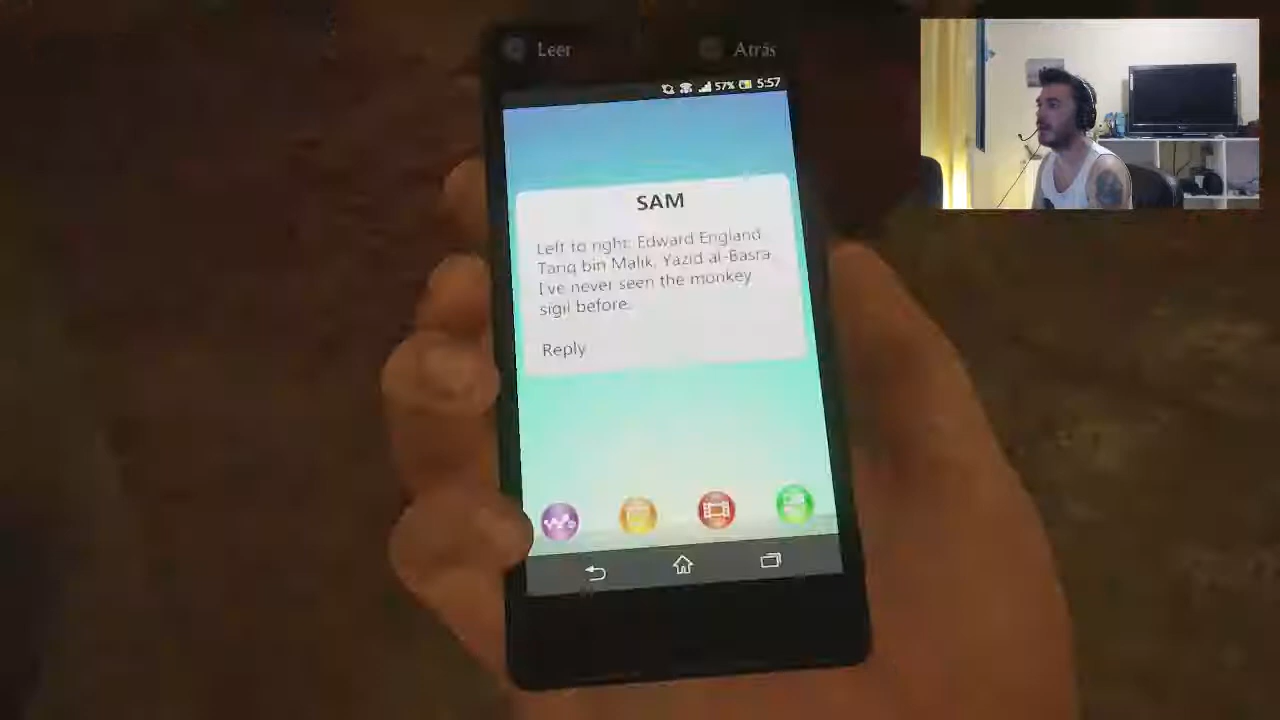 Leer
Atrás
57% 5:57
SAM
Left to right: Edward England
Tariq bin Malik, Yazid al-Basra
I've never seen the monkey
sigil before.
Reply